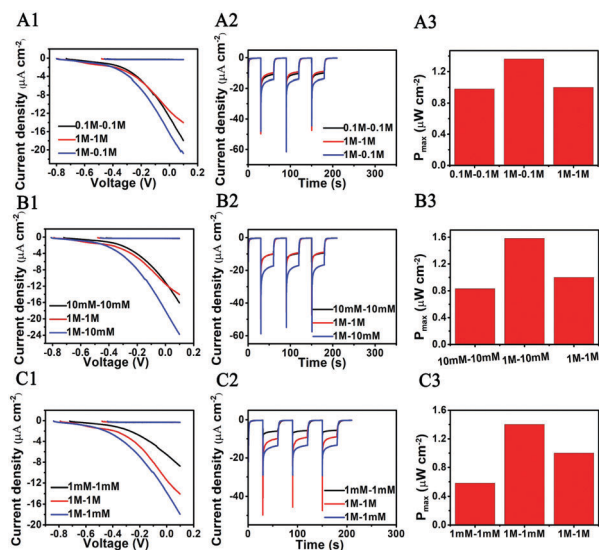 A1
A2
A3
Current density (μA cm⁻²)
0
-4
-8
-12
-16
-20
-0.8 -0.4 0.0 0.4
Voltage (V)
0.1M-0.1M
1M-1M
1M-0.1M
Current density (μA cm⁻²)
0
-20
-40
-60
0 100 200 300
Time (s)
0.1M-0.1M
1M-1M
1M-0.1M
Pmax (μW cm⁻²)
1.2
0.8
0.4
0.0
0.1M-0.1M 1M-0.1M 1M-1M
B1
B2
B3
Current density (μA cm⁻²)
0
-4
-8
-12
-16
-20
-24
-0.8 -0.6 -0.4 -0.2 0.0 0.2
Voltage (V)
10mM-10mM
1M-1M
1M-10mM
Current density (μA cm⁻²)
0
-20
-40
-60
0 100 200 300
Time (s)
10mM-10mM
1M-1M
1M-10mM
Pmax (μW cm⁻²)
1.6
1.2
0.8
0.4
0.0
10mM-10mM 1M-10mM 1M-1M
C1
C2
C3
Current density (μA cm⁻²)
0
-4
-8
-12
-16
-20
-0.8 -0.6 -0.4 -0.2 0.0 0.2
Voltage (V)
1mM-1mM
1M-1M
1M-1mM
Current density (μA cm⁻²)
0
-20
-40
0 100 200 300
Time (s)
1mM-1mM
1M-1M
1M-1mM
Pmax (μW cm⁻²)
1.6
1.2
0.8
0.4
0.0
1mM-1mM 1M-1mM 1M-1M